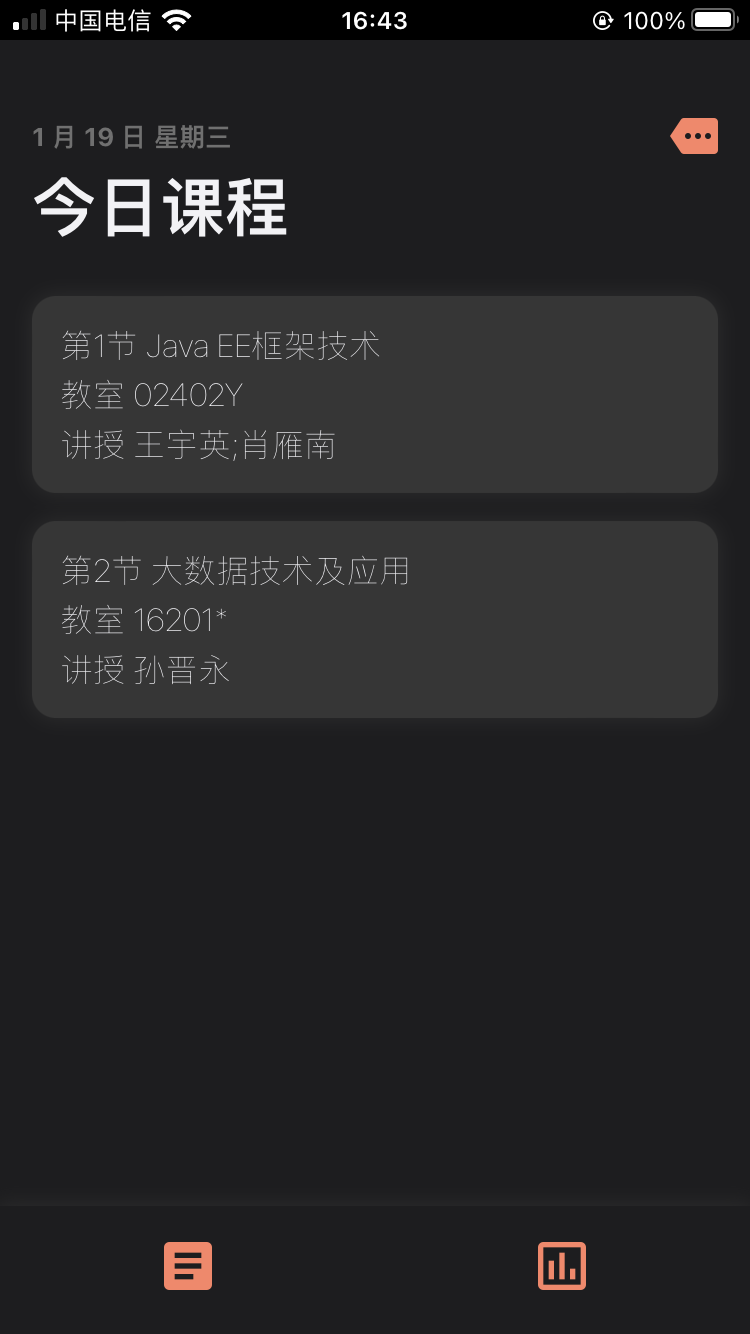 中国电信 16:43 100%
1 月 19 日 星期三
今日课程
第1节 Java EE框架技术
教室 02402Y
讲授 王宇英;肖雁南
第2节 大数据技术及应用
教室 16201*
讲授 孙晋永